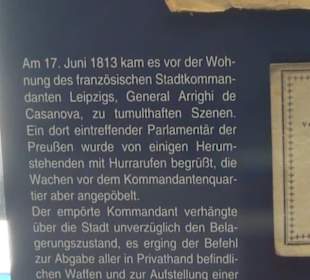 Am 17. Juni 1813 kam es vor der Woh-
nung des französischen Stadtkomman-
danten Leipzigs, General Arrighi de
Casanova, zu tumulthaften Szenen.
Ein dort eintreffender Parlamentär der
Preußen wurde von einigen Herum-
stehenden mit Hurrarufen begrüßt, die
Wachen vor dem Kommandantenquar-
tier aber angepöbelt.
Der empörte Kommandant verhängte
über die Stadt unverzüglich den Bela-
gerungszustand, es erging der Befehl
zur Abgabe aller in Privathand befindli-
chen Waffen und zur Aufstellung einer